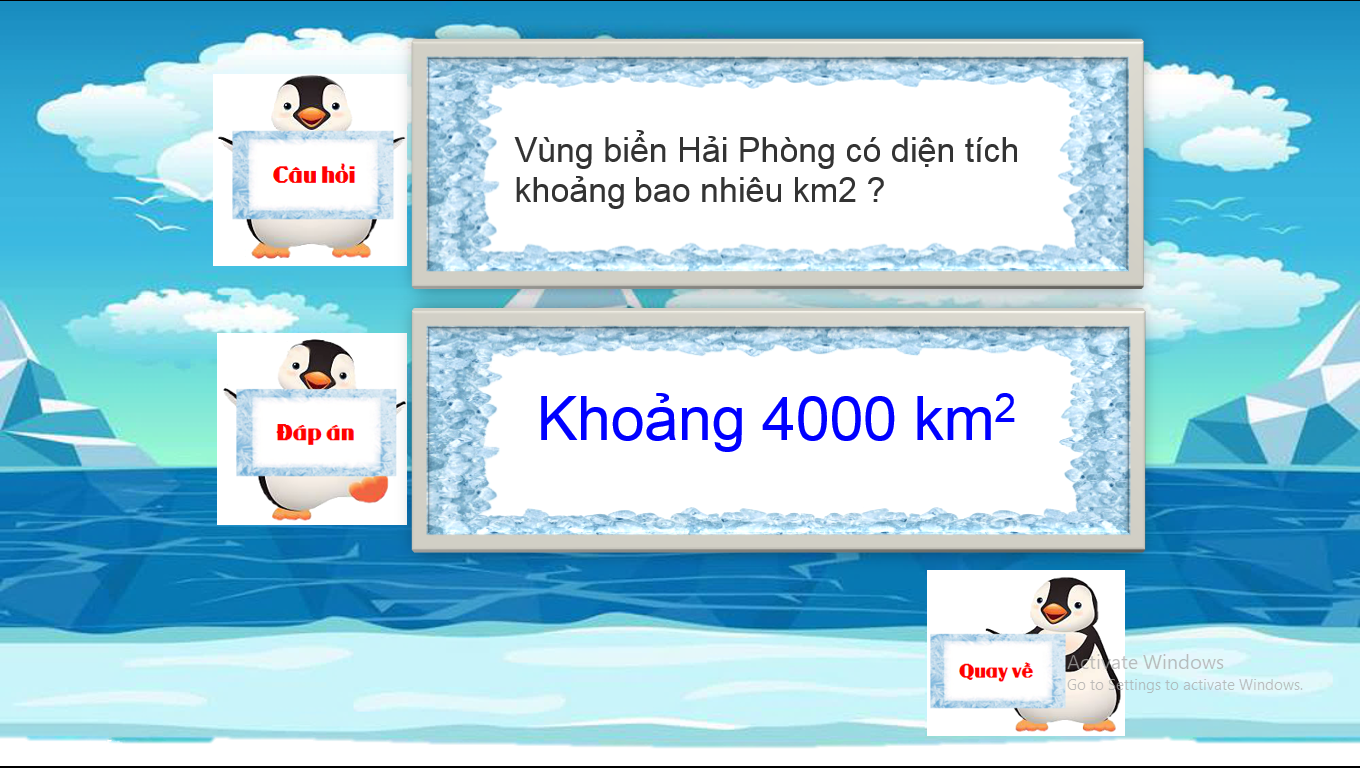 Câu hỏi
Vùng biển Hải Phòng có diện tích
khoảng bao nhiêu km2 ?
Đáp án
Khoảng 4000 km²
Quay về
Activate Windows
Go to Settings to activate Windows.